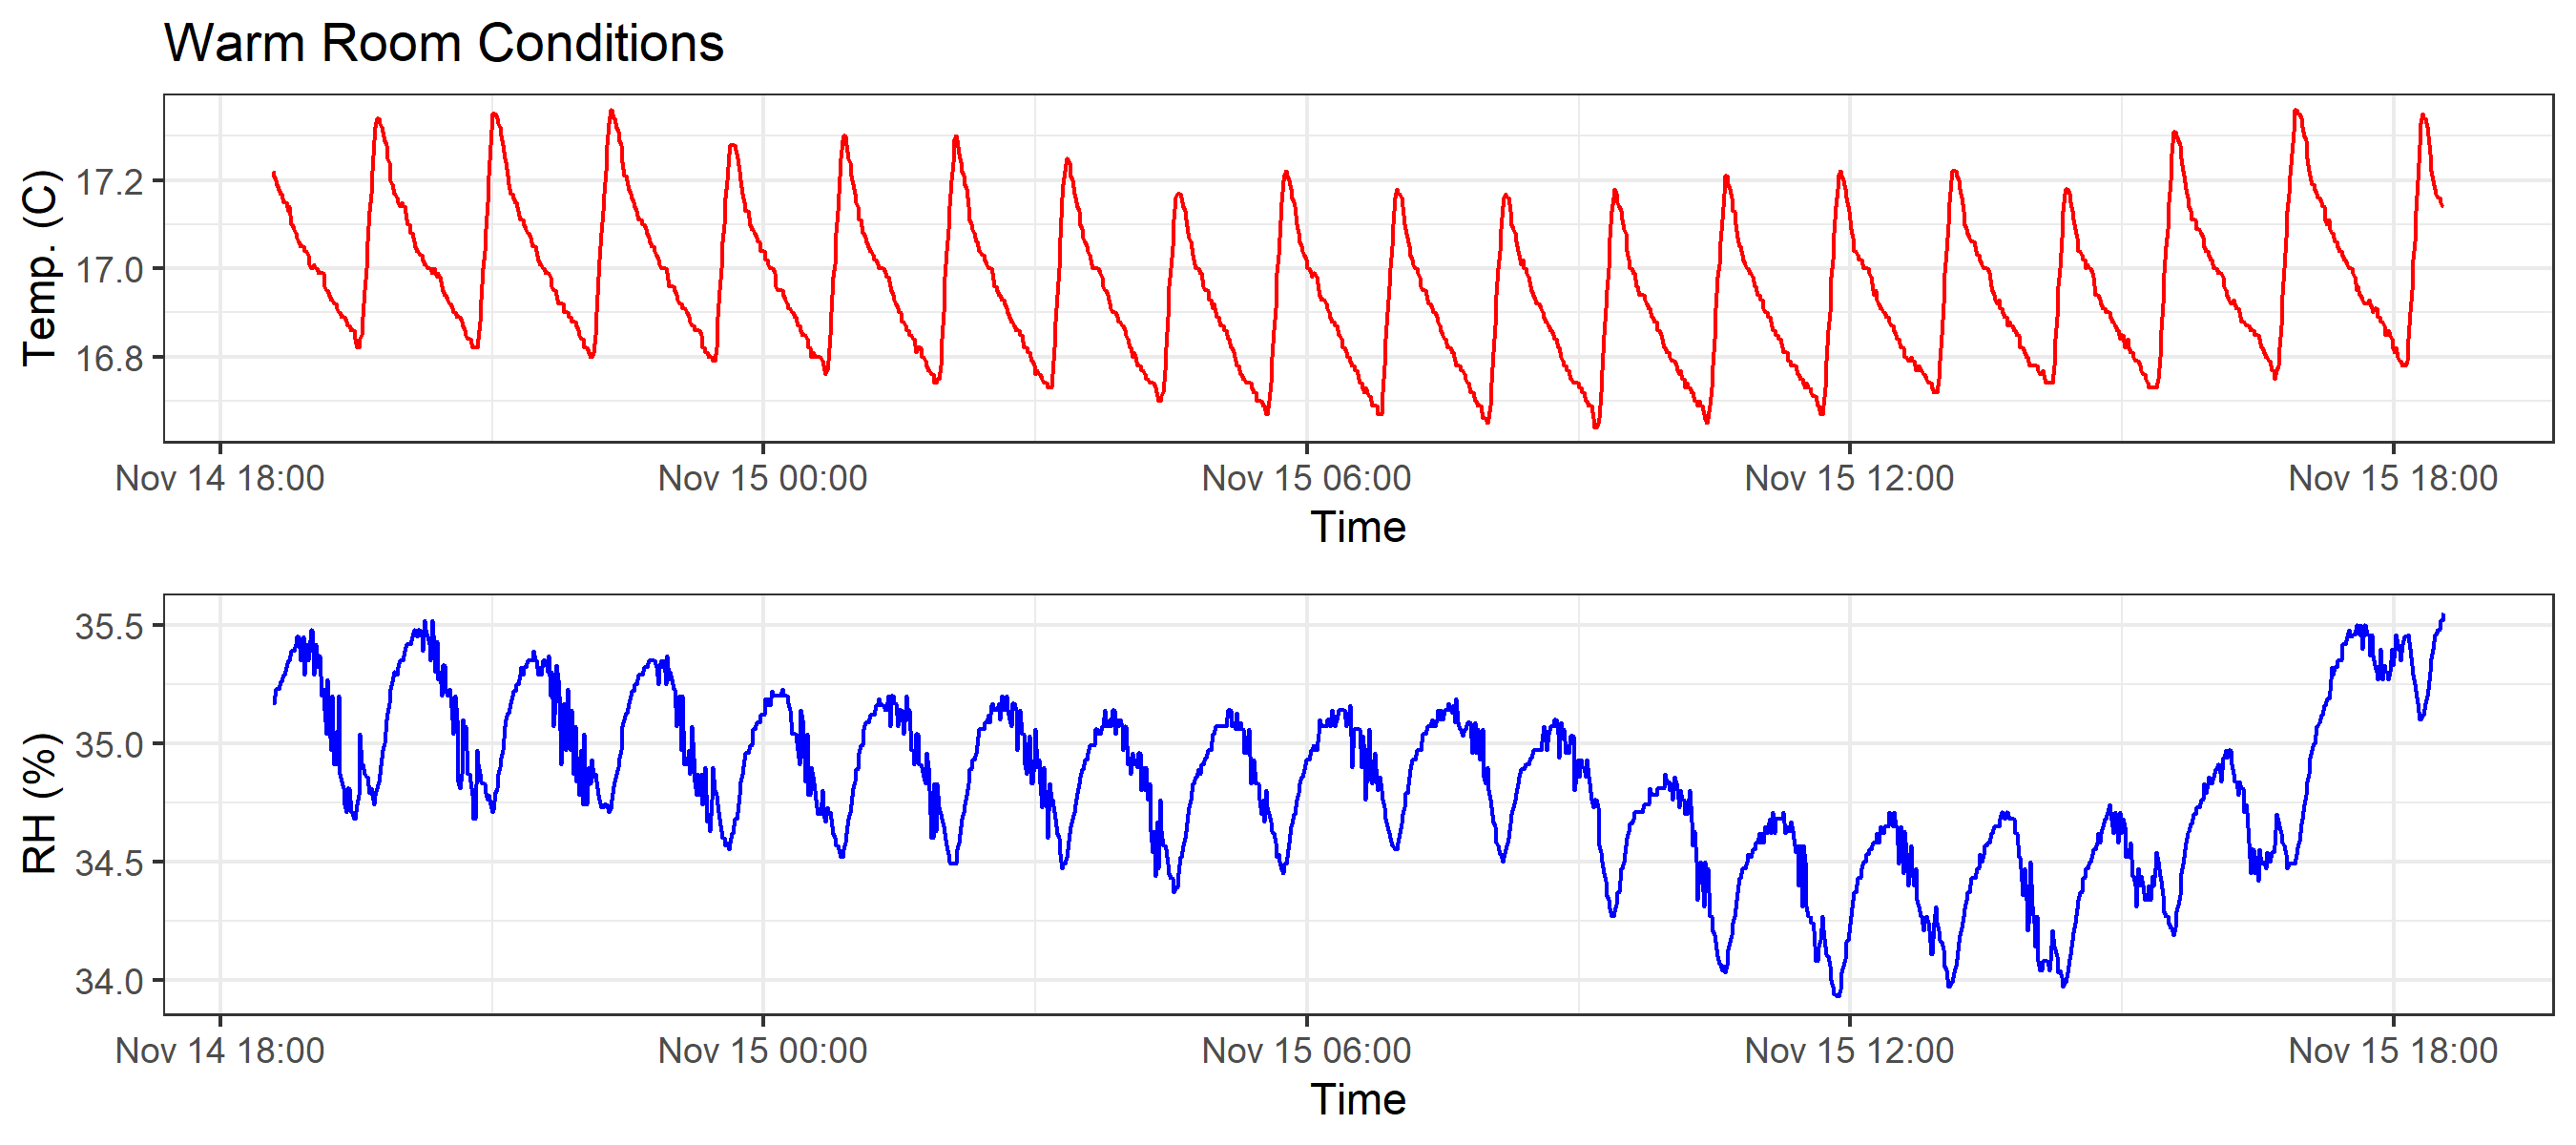 Warm Room Conditions
Temp. (C)
17.2
17.0
16.8
Nov 14 18:00 Nov 15 00:00 Nov 15 06:00 Nov 15 12:00 Nov 15 18:00
Time
RH (%)
35.5
35.0
34.5
34.0
Nov 14 18:00 Nov 15 00:00 Nov 15 06:00 Nov 15 12:00 Nov 15 18:00
Time